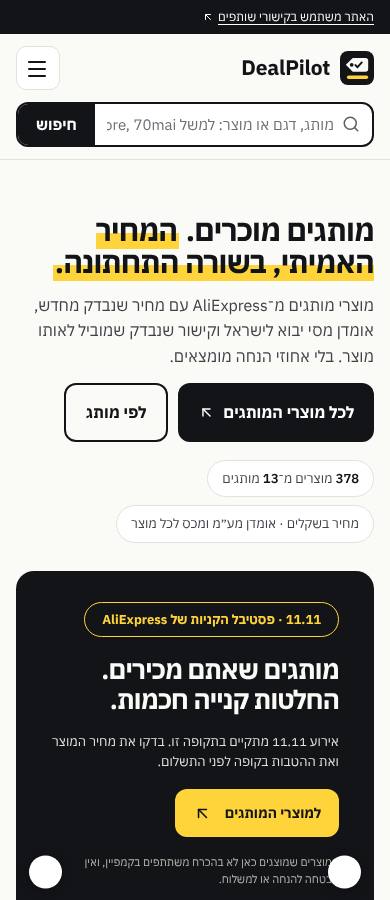 האתר משתמש בקישורי שותפים
DealPilot
מותג, דגם או מוצר: למשל 70mai
חיפוש
מותגים מוכרים. המחיר
האמיתי, בשורה התחתונה.
מוצרי מותגים מ־AliExpress עם מחיר שנבדק מחדש,
אומדן מסי יבוא לישראל וקישור שנבדק שמוביל לאותו
מוצר. בלי אחוזי הנחה מומצאים.
לכל מוצרי המותגים
לפי מותג
378 מוצרים מ־13 מותגים
מחיר בשקלים · אומדן מע״מ ומכס לכל מוצר
11.11 · פסטיבל הקניות של AliExpress
מותגים שאתם מכירים.
החלטות קנייה חכמות.
אירוע 11.11 מתקיים בתקופה זו. בדקו את מחיר המוצר
ואת ההטבות בקופה לפני התשלום.
למוצרי המותגים
מוצרים שמוצגים כאן לא בהכרח משתתפים בקמפיין, ואין
להנחה או למשלוח.